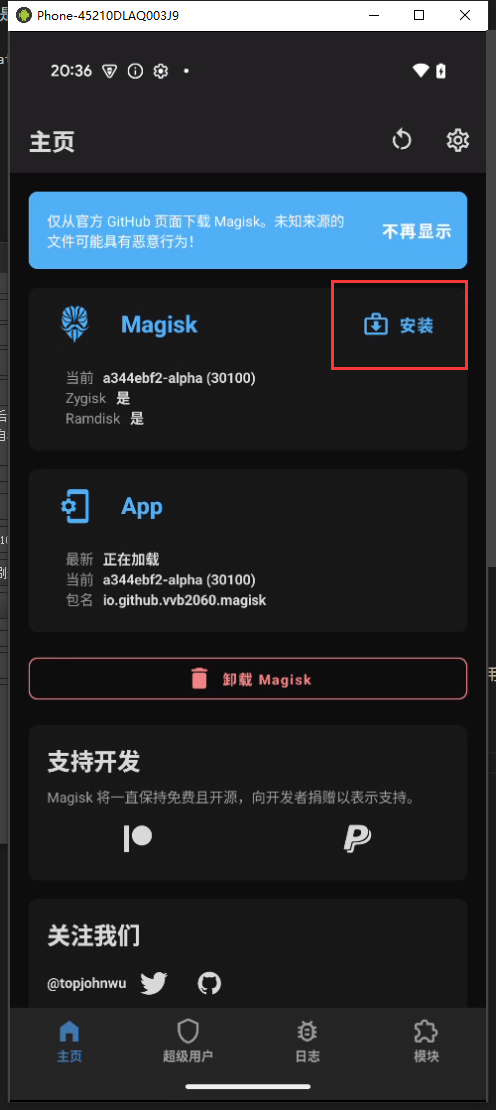 Phone-45210DLAQ003J9
20:36
主页
仅从官方 GitHub 页面下载 Magisk。未知来源的
文件可能具有恶意行为！
不再显示
Magisk
安装
当前 a344ebf2-alpha (30100)
Zygisk 是
Ramdisk 是
App
最新 正在加载
当前 a344ebf2-alpha (30100)
包名 io.github.vvb2060.magisk
卸载 Magisk
支持开发
Magisk 将一直保持免费且开源，向开发者捐赠以表示支持。
关注我们
@topjohnwu
主页
超级用户
日志
模块